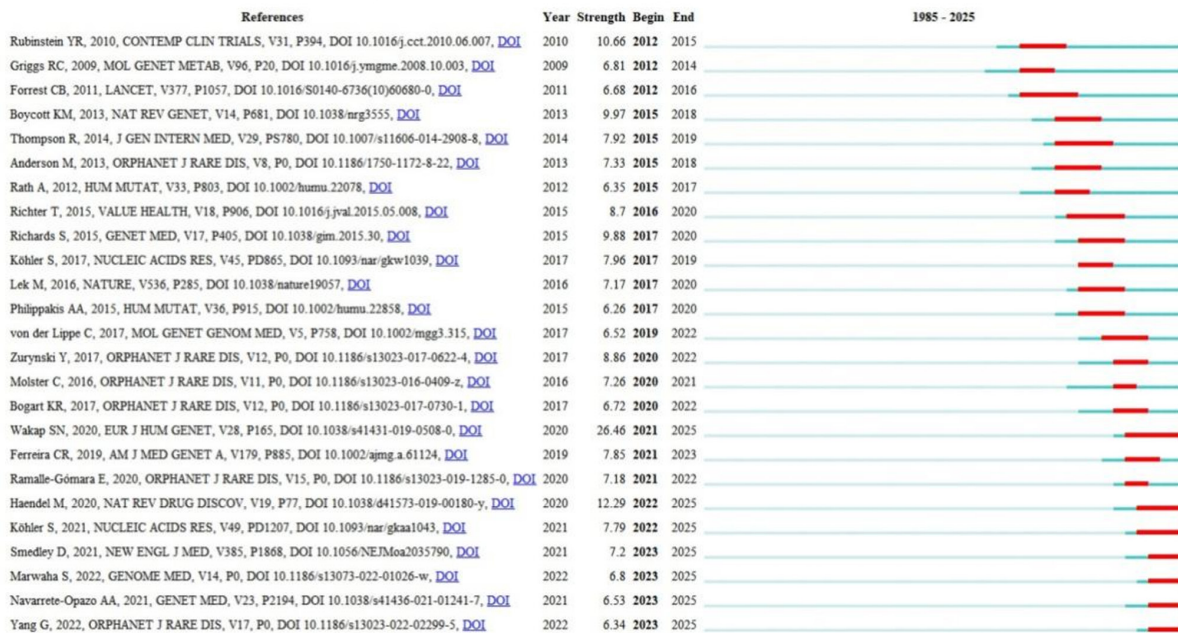 References Year Strength Begin End 1985 - 2025
Rubinstein YR, 2010, CONTEMP CLIN TRIALS, V31, P394, DOI 10.1016/j.cct.2010.06.007, DOI 2010 10.66 2012 2015
Griggs RC, 2009, MOL GENET METAB, V96, P20, DOI 10.1016/j.ymgme.2008.10.003, DOI 2009 6.81 2012 2014
Forrest CB, 2011, LANCET, V377, P1057, DOI 10.1016/S0140-6736(10)60680-0, DOI 2011 6.68 2012 2016
Boycott KM, 2013, NAT REV GENET, V14, P681, DOI 10.1038/nrg3555, DOI 2013 9.97 2015 2018
Thompson R, 2014, J GEN INTERN MED, V29, PS780, DOI 10.1007/s11606-014-2908-8, DOI 2014 7.92 2015 2019
Anderson M, 2013, ORPHANET J RARE DIS, V8, P0, DOI 10.1186/1750-1172-8-22, DOI 2013 7.33 2015 2018
Rath A, 2012, HUM MUTAT, V33, P803, DOI 10.1002/humu.22078, DOI 2012 6.35 2015 2017
Richter T, 2015, VALUE HEALTH, V18, P906, DOI 10.1016/j.jval.2015.05.008, DOI 2015 8.7 2016 2020
Richards S, 2015, GENET MED, V17, P405, DOI 10.1038/gim.2015.30, DOI 2015 9.88 2017 2020
Köhler S, 2017, NUCLEIC ACIDS RES, V45, PD865, DOI 10.1093/nar/gkw1039, DOI 2017 7.96 2017 2019
Lek M, 2016, NATURE, V536, P285, DOI 10.1038/nature19057, DOI 2016 7.17 2017 2020
Philippakis AA, 2015, HUM MUTAT, V36, P915, DOI 10.1002/humu.22858, DOI 2015 6.26 2017 2020
von der Lippe C, 2017, MOL GENET GENOM MED, V5, P758, DOI 10.1002/mgg3.315, DOI 2017 6.52 2019 2022
Zurynski Y, 2017, ORPHANET J RARE DIS, V12, P0, DOI 10.1186/s13023-017-0622-4, DOI 2017 8.86 2020 2022
Molster C, 2016, ORPHANET J RARE DIS, V11, P0, DOI 10.1186/s13023-016-0409-z, DOI 2016 7.26 2020 2021
Bogart KR, 2017, ORPHANET J RARE DIS, V12, P0, DOI 10.1186/s13023-017-0730-1, DOI 2017 6.72 2020 2022
Wakap SN, 2020, EUR J HUM GENET, V28, P165, DOI 10.1038/s41431-019-0508-0, DOI 2020 26.46 2021 2025
Ferreira CR, 2019, AM J MED GENET A, V179, P885, DOI 10.1002/ajmg.a.61124, DOI 2019 7.85 2021 2023
Ramalle-Gómara E, 2020, ORPHANET J RARE DIS, V15, P0, DOI 10.1186/s13023-019-1285-0, DOI 2020 7.18 2021 2022
Haendel M, 2020, NAT REV DRUG DISCOV, V19, P77, DOI 10.1038/d41573-019-00180-y, DOI 2020 12.29 2022 2025
Köhler S, 2021, NUCLEIC ACIDS RES, V49, PD1207, DOI 10.1093/nar/gkaa1043, DOI 2021 7.79 2022 2025
Smedley D, 2021, NEW ENGL J MED, V385, P1868, DOI 10.1056/NEJMoa2035790, DOI 2021 7.2 2023 2025
Marwaha S, 2022, GENOME MED, V14, P0, DOI 10.1186/s13073-022-01026-w, DOI 2022 6.8 2023 2025
Navarrete-Opazo AA, 2021, GENET MED, V23, P2194, DOI 10.1038/s41436-021-01241-7, DOI 2021 6.53 2023 2025
Yang G, 2022, ORPHANET J RARE DIS, V17, P0, DOI 10.1186/s13023-022-02299-5, DOI 2022 6.34 2023 2025